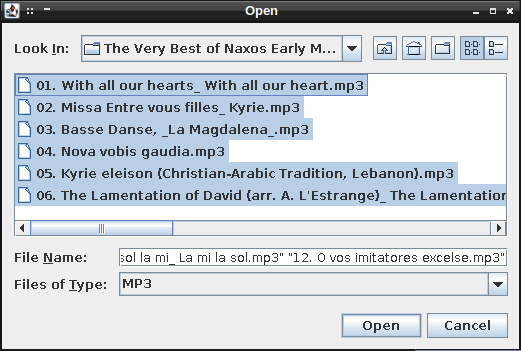 Open
Look In: The Very Best of Naxos Early M...
01. With all our hearts_ With all our heart.mp3
02. Missa Entre vous filles_ Kyrie.mp3
03. Basse Danse, _La Magdalena_.mp3
04. Nova vobis gaudia.mp3
05. Kyrie eleison (Christian-Arabic Tradition, Lebanon).mp3
06. The Lamentation of David (arr. A. L'Estrange)_ The Lamentation
File Name: sol la mi_ La mi la sol.mp3" "12. O vos imitatores excelse.mp3"
Files of Type: MP3
Open Cancel